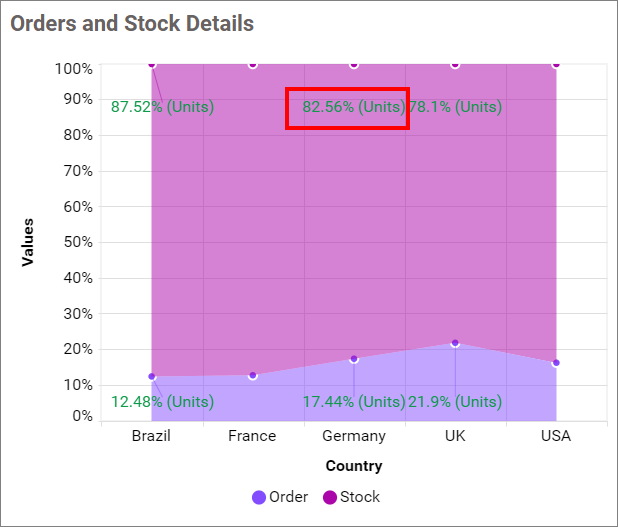 Orders and Stock Details
100%
90%
80%
70%
60%
50%
40%
30%
20%
10%
0%
Values
87.52% (Units) 82.56% (Units) 78.1% (Units)
12.48% (Units) 17.44% (Units) 21.9% (Units)
Brazil France Germany UK USA
Country
Order Stock